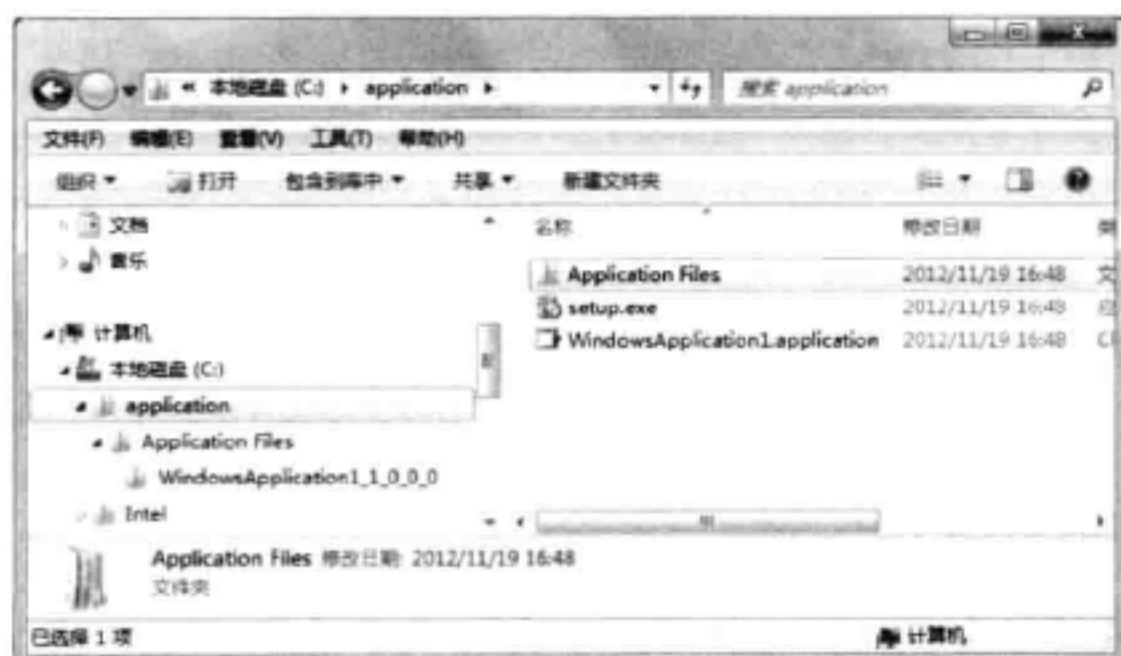 « 本地磁盘 (C:) ▸ application ▸
搜索 application
文件(F) 编辑(E) 查看(V) 工具(T) 帮助(H)
组织 ▾ 打开 包含到库中 ▾ 共享 ▾ 新建文件夹
文档
音乐
计算机
本地磁盘 (C:)
application
Application Files
WindowsApplication1_1_0_0_0
Intel
名称 修改日期 类
Application Files 2012/11/19 16:48 文
setup.exe 2012/11/19 16:48 应
WindowsApplication1.application 2012/11/19 16:48 Cl
Application Files 修改日期: 2012/11/19 16:48
文件夹
已选择 1 项 计算机